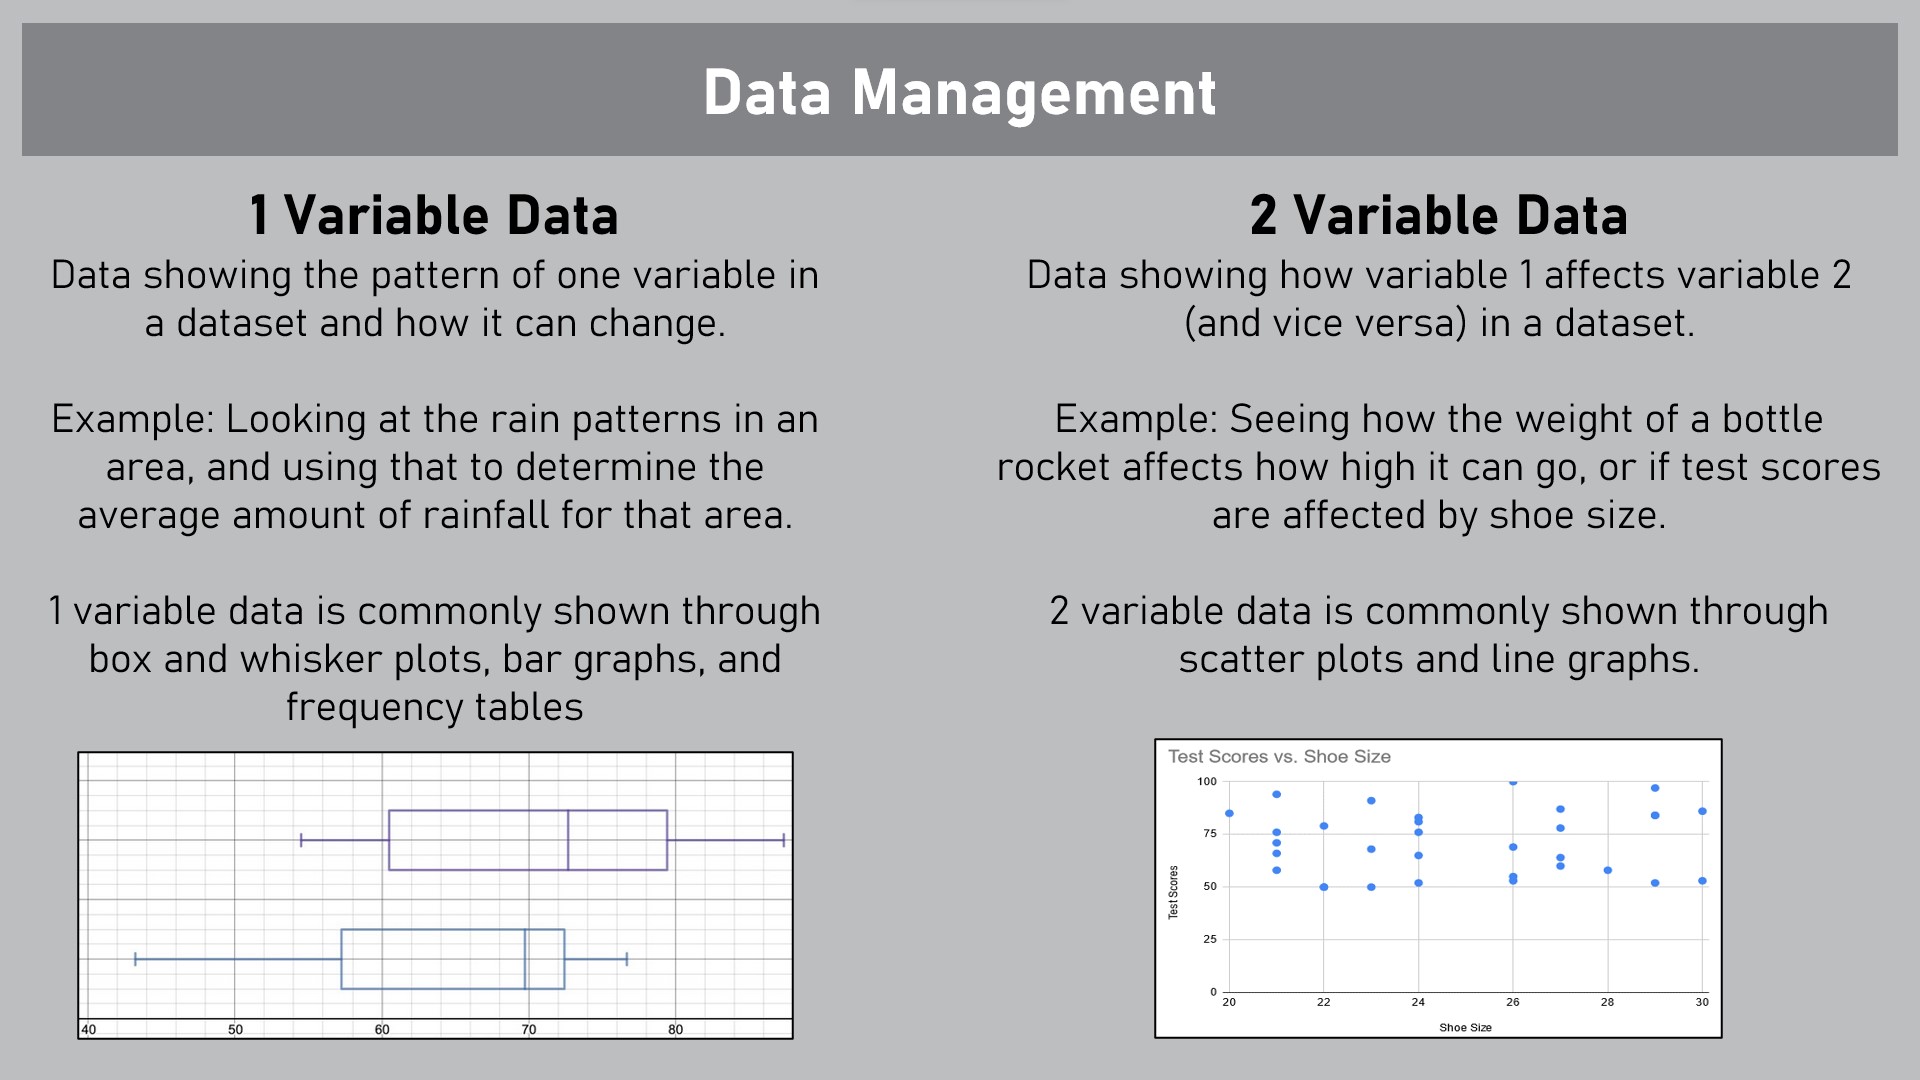 Data Management
1 Variable Data
Data showing the pattern of one variable in
a dataset and how it can change.
Example: Looking at the rain patterns in an
area, and using that to determine the
average amount of rainfall for that area.
1 variable data is commonly shown through
box and whisker plots, bar graphs, and
frequency tables
40 50 60 70 80
2 Variable Data
Data showing how variable 1 affects variable 2
(and vice versa) in a dataset.
Example: Seeing how the weight of a bottle
rocket affects how high it can go, or if test scores
are affected by shoe size.
2 variable data is commonly shown through
scatter plots and line graphs.
Test Scores vs. Shoe Size
Test Scores
100
75
50
25
0
20 22 24 26 28 30
Shoe Size